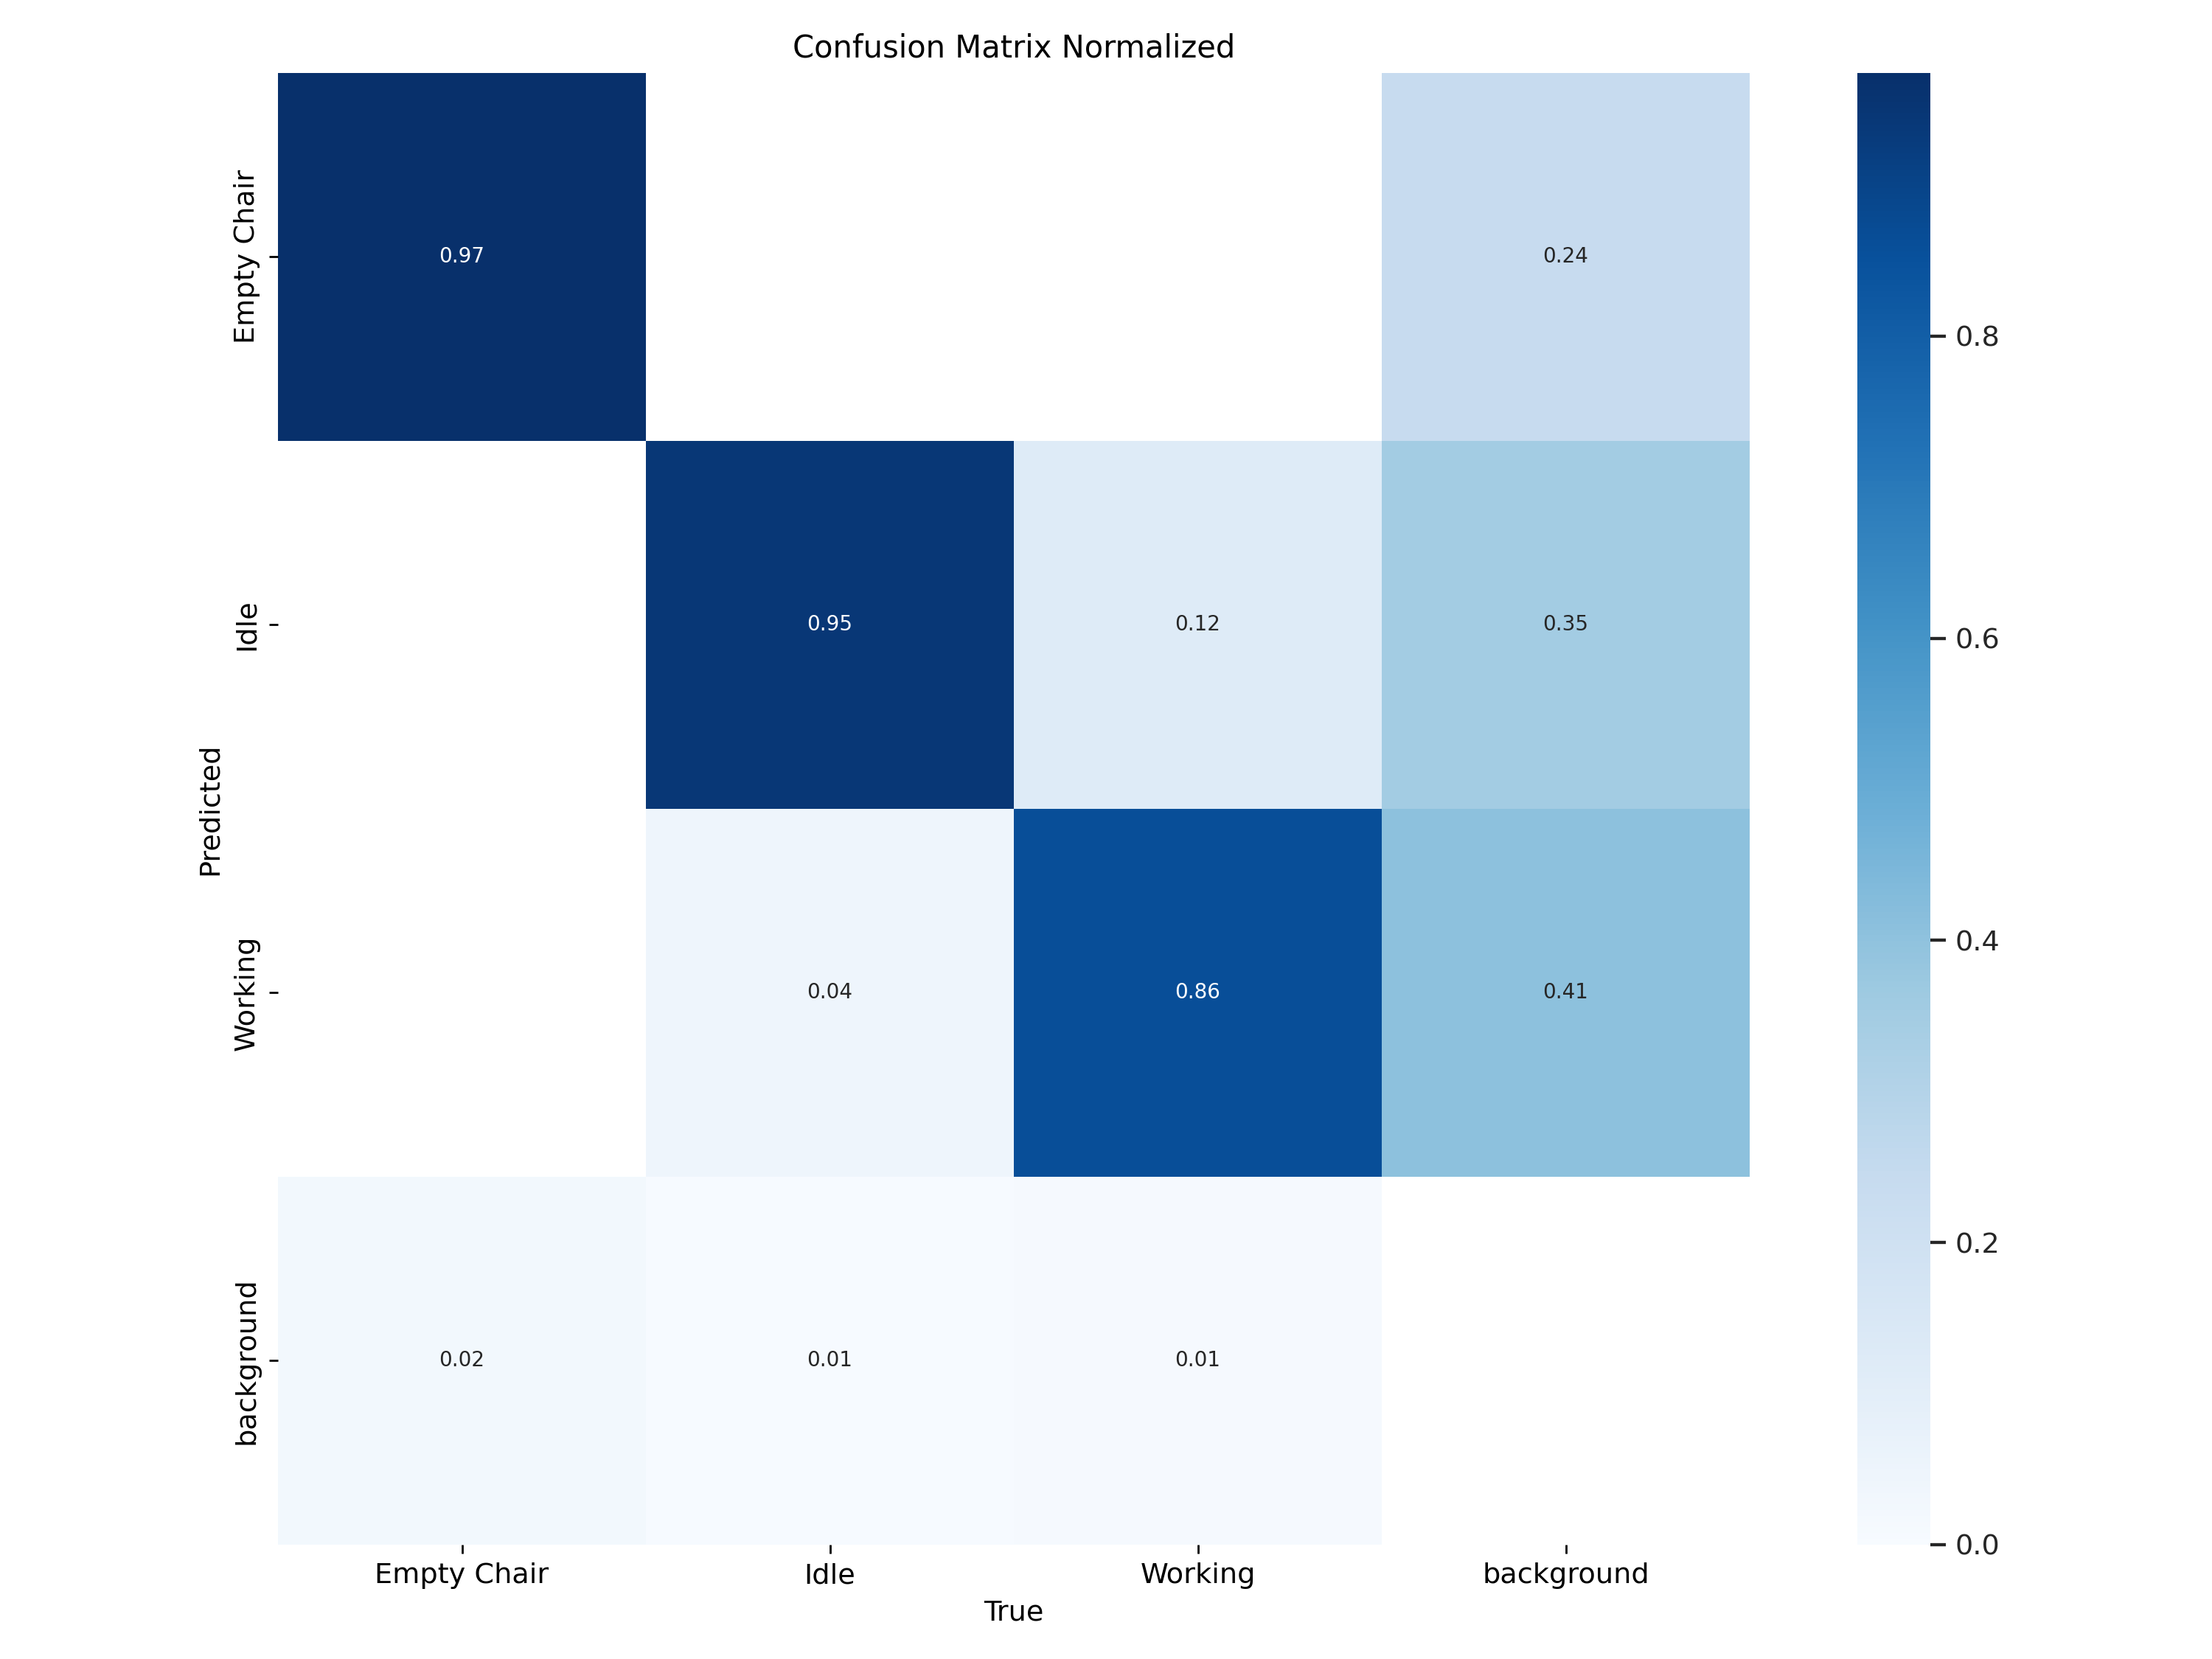 Confusion Matrix Normalized
Empty Chair
0.97
0.24
0.8
Idle
0.95
0.12
0.35
0.6
Predicted
Working
0.04
0.86
0.41
0.4
background
0.02
0.01
0.01
0.2
0.0
Empty Chair
Idle
Working
background
True